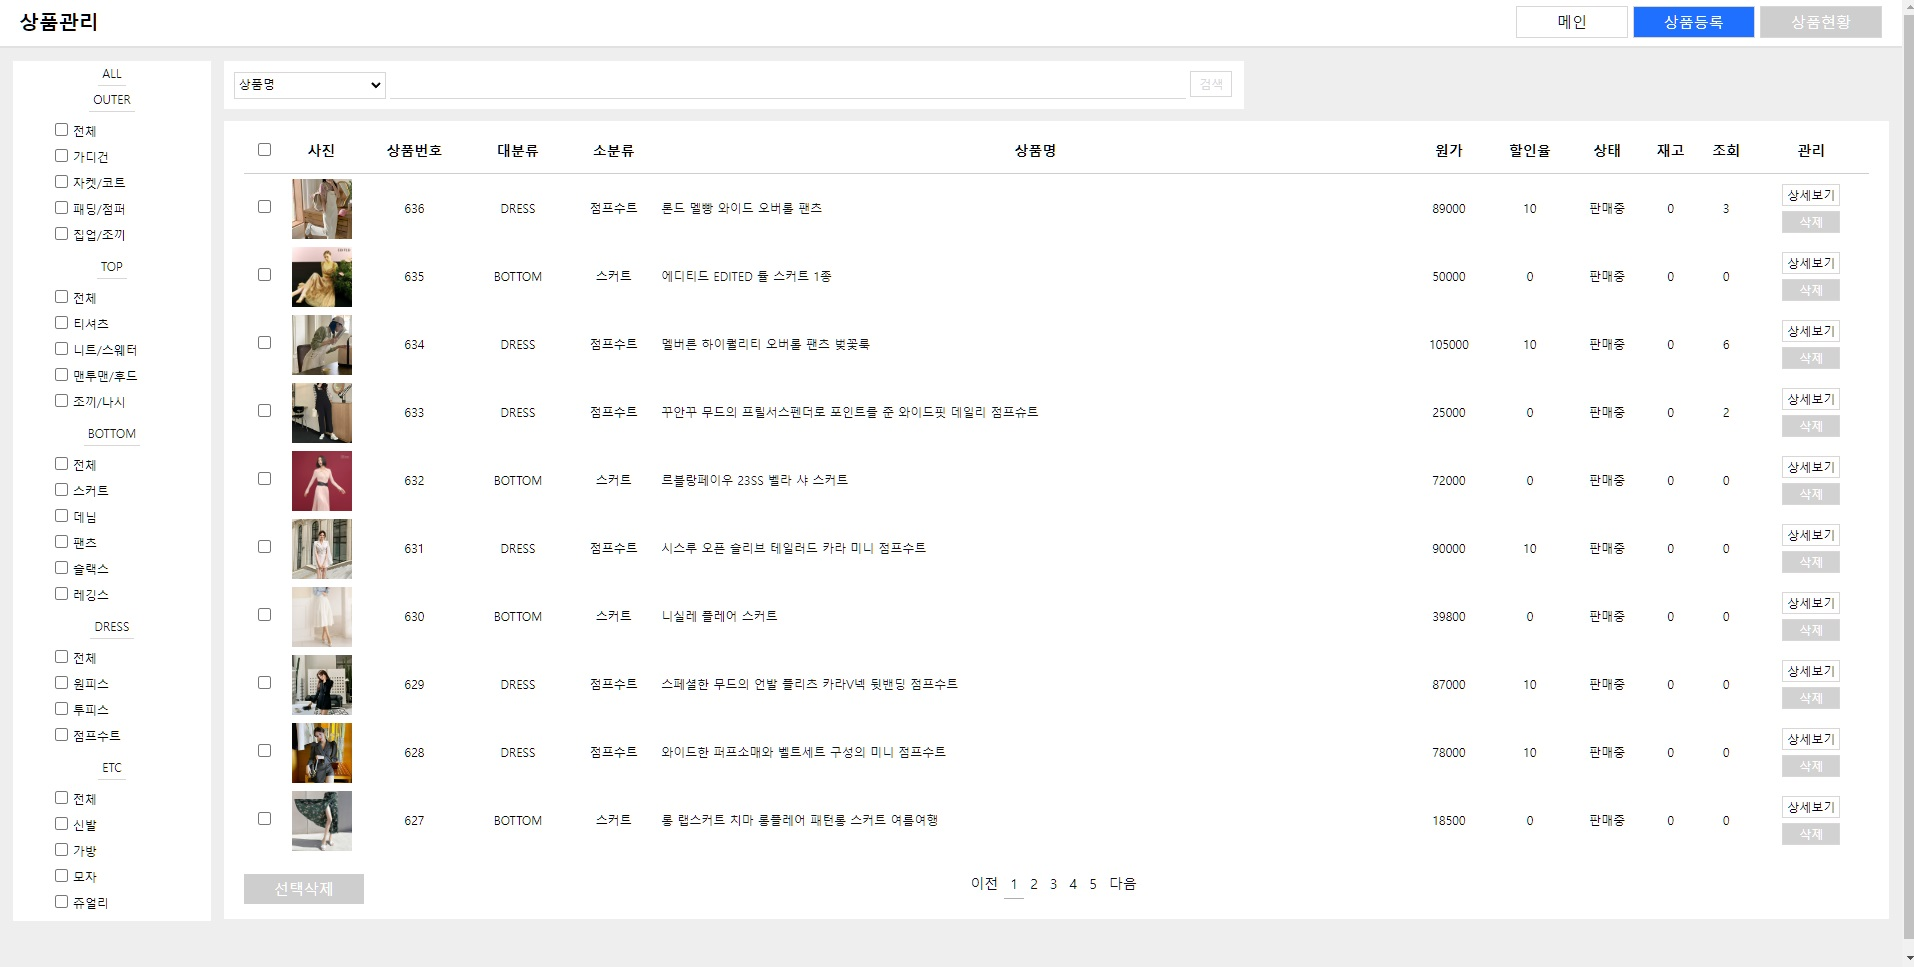 상품관리
메인 상품등록 상품현황
ALL
OUTER
전체
가디건
자켓/코트
패딩/점퍼
집업/조끼
TOP
전체
티셔츠
니트/스웨터
맨투맨/후드
조끼/나시
BOTTOM
전체
스커트
데님
팬츠
슬랙스
레깅스
DRESS
전체
원피스
투피스
점프수트
ETC
전체
신발
가방
모자
쥬얼리
상품명 검색
사진 상품번호 대분류 소분류 상품명 원가 할인율 상태 재고 조회 관리
636 DRESS 점프수트 론드 멜빵 와이드 오버롤 팬츠 89000 10 판매중 0 3 상세보기
삭제
635 BOTTOM 스커트 에디티드 EDITED 튤 스커트 1종 50000 0 판매중 0 0 상세보기
삭제
634 DRESS 점프수트 멜버른 하이퀄리티 오버롤 팬츠 벚꽃룩 105000 10 판매중 0 6 상세보기
삭제
633 DRESS 점프수트 꾸안꾸 무드의 프릴서스펜더로 포인트를 준 와이드핏 데일리 점프슈트 25000 0 판매중 0 2 상세보기
삭제
632 BOTTOM 스커트 르블랑페이우 23SS 벨라 샤 스커트 72000 0 판매중 0 0 상세보기
삭제
631 DRESS 점프수트 시스루 오픈 슬리브 테일러드 카라 미니 점프수트 90000 10 판매중 0 0 상세보기
삭제
630 BOTTOM 스커트 니실레 플레어 스커트 39800 0 판매중 0 0 상세보기
삭제
629 DRESS 점프수트 스페셜한 무드의 언발 플리츠 카라V넥 뒷밴딩 점프수트 87000 10 판매중 0 0 상세보기
삭제
628 DRESS 점프수트 와이드한 퍼프소매와 벨트세트 구성의 미니 점프수트 78000 10 판매중 0 0 상세보기
삭제
627 BOTTOM 스커트 롱 랩스커트 치마 롱플레어 패턴롱 스커트 여름여행 18500 0 판매중 0 0 상세보기
삭제
선택삭제 이전 1 2 3 4 5 다음